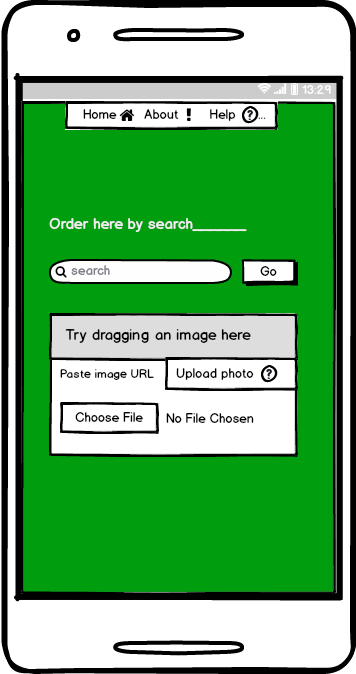 13:29
Home About ! Help ?...
Order here by search_______
search Go
Try dragging an image here
Paste image URL Upload photo ?
Choose File No File Chosen